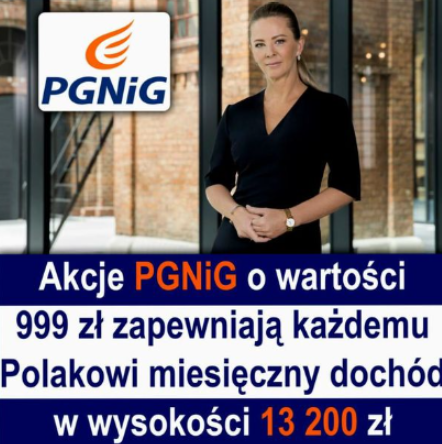 PGNiG
Akcje PGNiG o wartości
999 zł zapewniają każdemu
Polakowi miesięczny dochód
w wysokości 13 200 zł